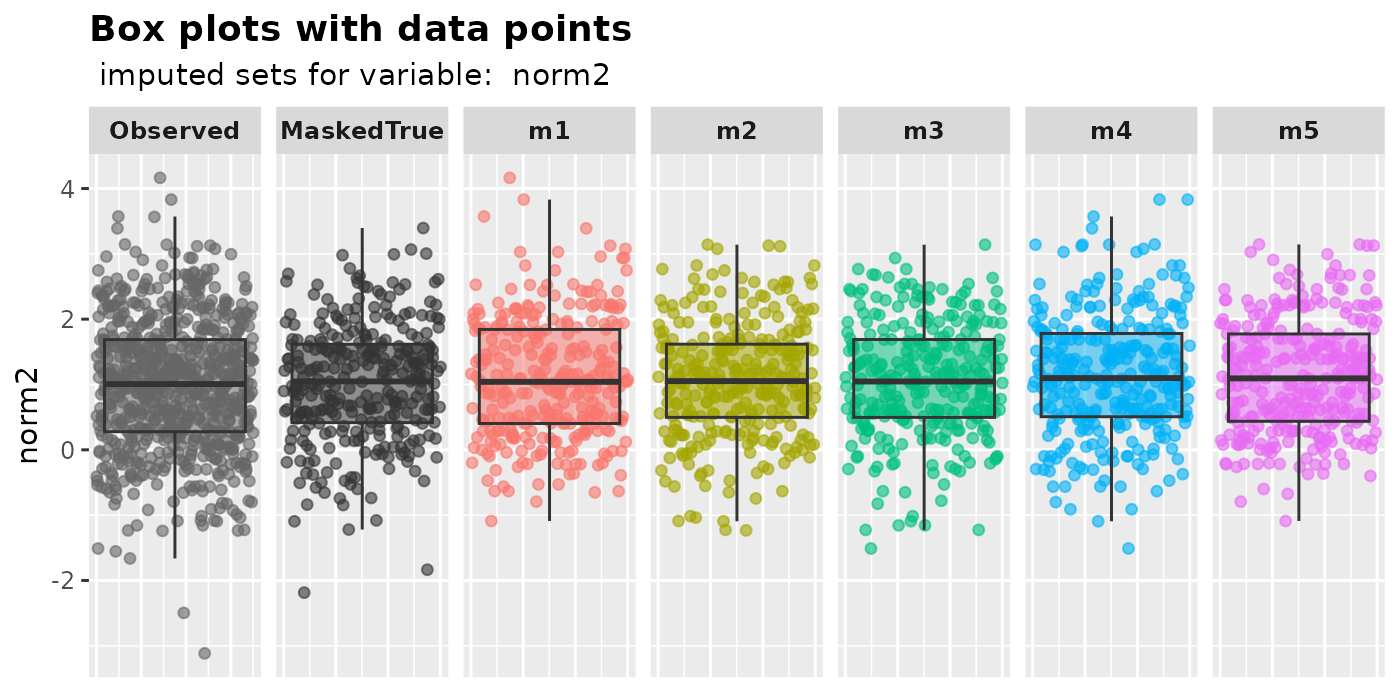 Box plots with data points
imputed sets for variable:  norm2
Observed MaskedTrue m1 m2 m3 m4 m5
norm2
4
2
0
-2